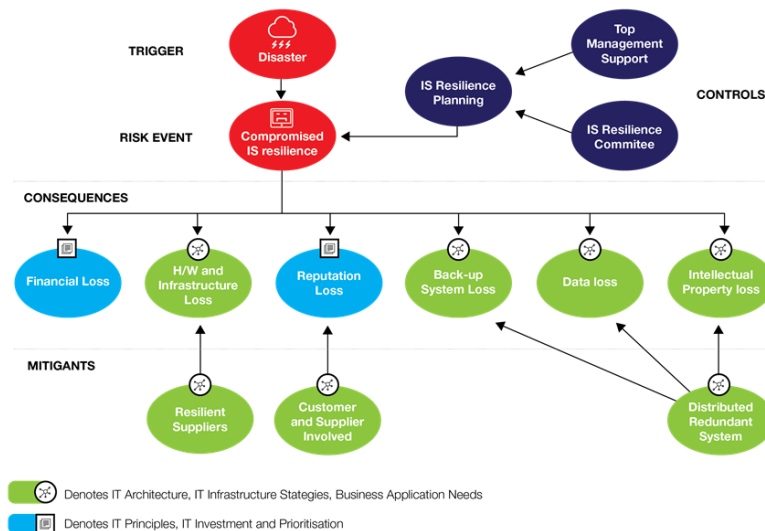 TRIGGER
Disaster
Top
Management
Support
IS Resilience
Planning
CONTROLS
RISK EVENT
Compromised
IS resilience
IS Resilience
Commitee
CONSEQUENCES
Financial Loss
H/W and
Infrastructure
Loss
Reputation
Loss
Back-up
System Loss
Data loss
Intellectual
Property loss
MITIGANTS
Resilient
Suppliers
Customer
and Supplier
Involved
Distributed
Redundant
System
Denotes IT Architecture, IT Infrastructure Stategies, Business Application Needs
Denotes IT Principles, IT Investment and Prioritisation